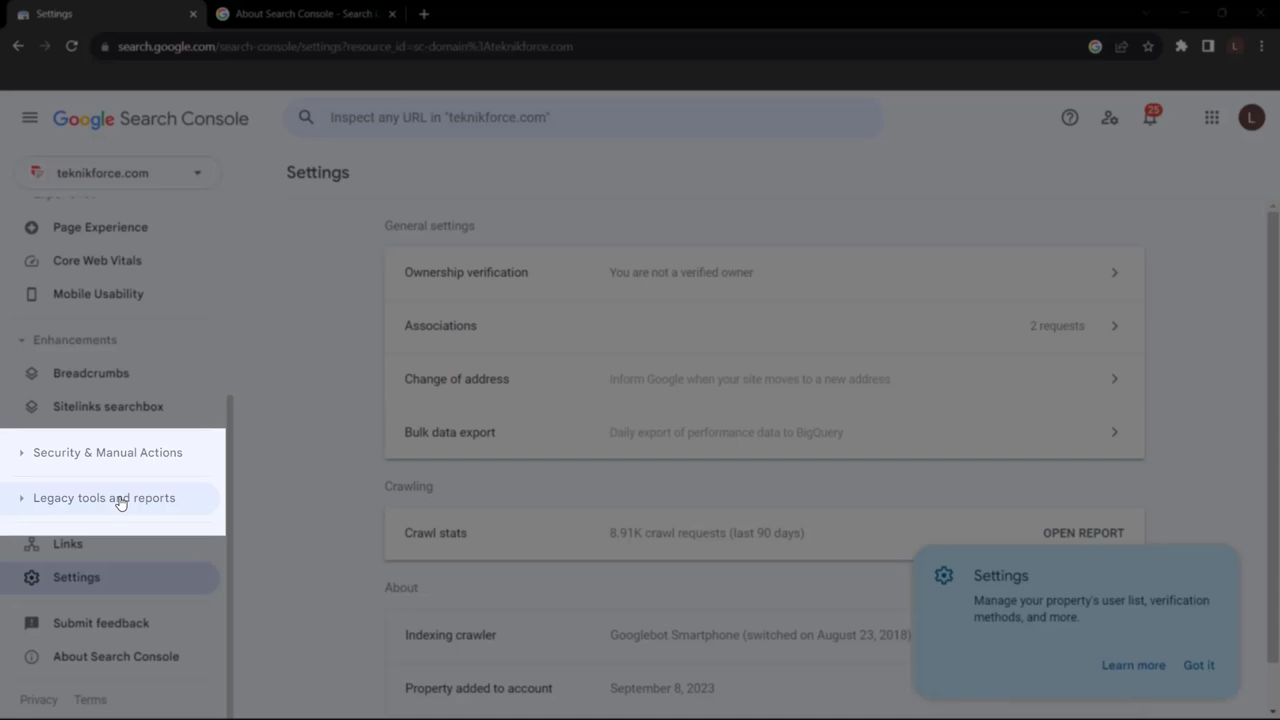 Settings
About Search Console - Search
search.google.com/search-console/settings?resource_id=sc-domain%3Ateknikforce.com
L
Google Search Console
Inspect any URL in "teknikforce.com"
25
L
teknikforce.com
Settings
Page Experience
Core Web Vitals
Mobile Usability
Enhancements
Breadcrumbs
Sitelinks searchbox
Security & Manual Actions
Legacy tools and reports
Links
Settings
Submit feedback
About Search Console
Privacy Terms
General settings
Ownership verification You are not a verified owner
Associations 2 requests
Change of address Inform Google when your site moves to a new address
Bulk data export Daily export of performance data to BigQuery
Crawling
Crawl stats 8.91K crawl requests (last 90 days) OPEN REPORT
About
Indexing crawler Googlebot Smartphone (switched on August 23, 2018)
Property added to account September 8, 2023
Settings
Manage your property's user list, verification
methods, and more.
Learn more Got it